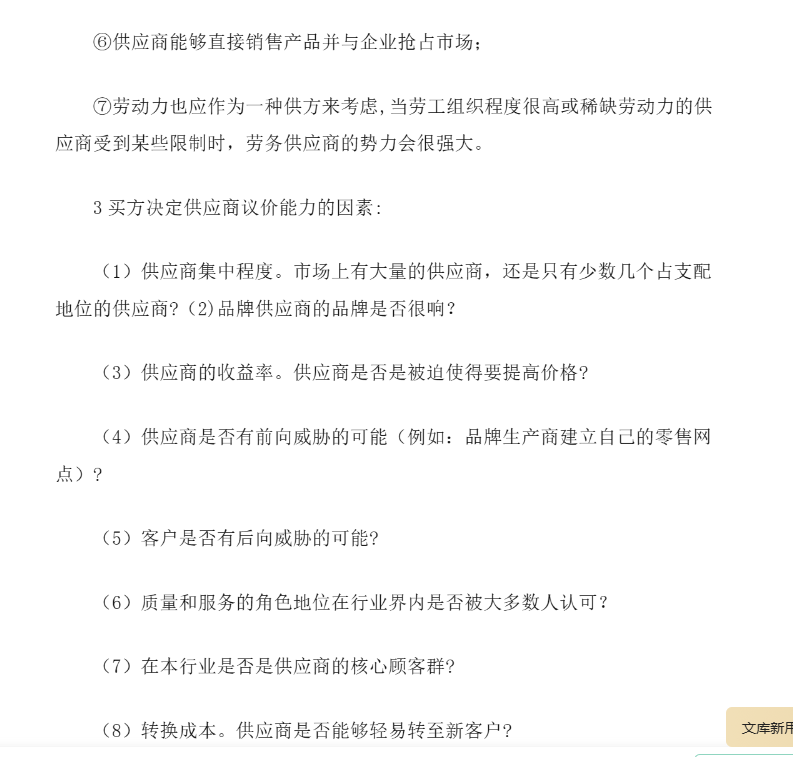 ⑥供应商能够直接销售产品并与企业抢占市场;
⑦劳动力也应作为一种供方来考虑,当劳工组织程度很高或稀缺劳动力的供
应商受到某些限制时，劳务供应商的势力会很强大。
3 买方决定供应商议价能力的因素:
（1）供应商集中程度。市场上有大量的供应商，还是只有少数几个占支配
地位的供应商?（2)品牌供应商的品牌是否很响?
（3）供应商的收益率。供应商是否是被迫使得要提高价格?
（4）供应商是否有前向威胁的可能（例如：品牌生产商建立自己的零售网
点）?
（5）客户是否有后向威胁的可能?
（6）质量和服务的角色地位在行业界内是否被大多数人认可?
（7）在本行业是否是供应商的核心顾客群?
（8）转换成本。供应商是否能够轻易转至新客户?
文库新用